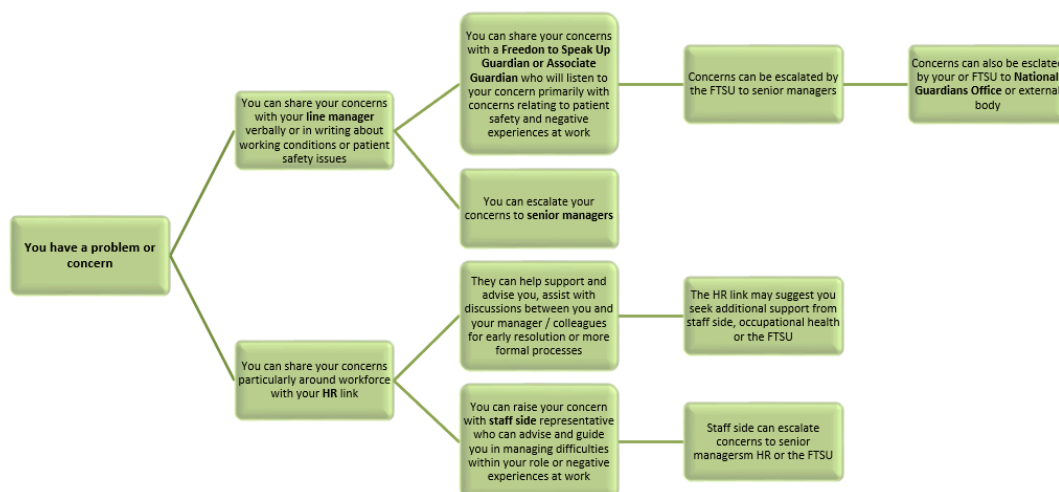 You have a problem or
concern
You can share your concerns
with your line manager
verbally or in writing about
working conditions or patient
safety issues
You can share your concerns
with a Freedon to Speak Up
Guardian or Associate
Guardian who will listen to
your concern primarily with
concerns relating to patient
safety and negative
experiences at work
Concerns can be escalated by
the FTSU to senior managers
Concerns can also be eslated
by your or FTSU to National
Guardians Office or external
body
You can escalate your
concerns to senior managers
You can share your concerns
particularly around workforce
with your HR link
They can help support and
advise you, assist with
discussions between you and
your manager / colleagues
for early resolution or more
formal processes
The HR link may suggest you
seek additional support from
staff side, occupational health
or the FTSU
You can raise your concern
with staff side representative
who can advise and guide
you in managing difficulties
within your role or negative
experiences at work
Staff side can escalate
concerns to senior
managersm HR or the FTSU